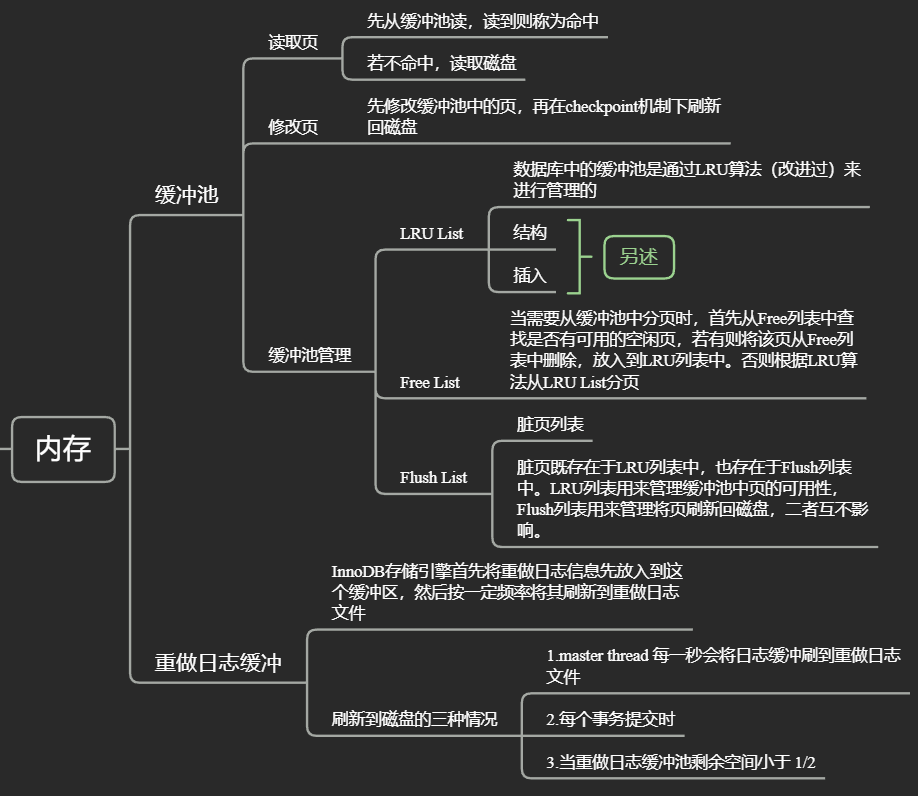 先从缓冲池读，读到则称为命中
读取页
若不命中，读取磁盘
先修改缓冲池中的页，再在checkpoint机制下刷新
回磁盘
修改页
缓冲池
数据库中的缓冲池是通过LRU算法（改进过）来
进行管理的
LRU List
结构
插入
另述
缓冲池管理
当需要从缓冲池中分页时，首先从Free列表中查
找是否有可用的空闲页，若有则将该页从Free列
表中删除，放入到LRU列表中。否则根据LRU算
法从LRU List分页
Free List
脏页列表
Flush List
脏页既存在于LRU列表中，也存在于Flush列表
中。LRU列表用来管理缓冲池中页的可用性，
Flush列表用来管理将页刷新回磁盘，二者互不影
响。
内存
InnoDB存储引擎首先将重做日志信息先放入到这
个缓冲区，然后按一定频率将其刷新到重做日志
文件
重做日志缓冲
刷新到磁盘的三种情况
1.master thread 每一秒会将日志缓冲刷到重做日志
文件
2.每个事务提交时
3.当重做日志缓冲池剩余空间小于 1/2